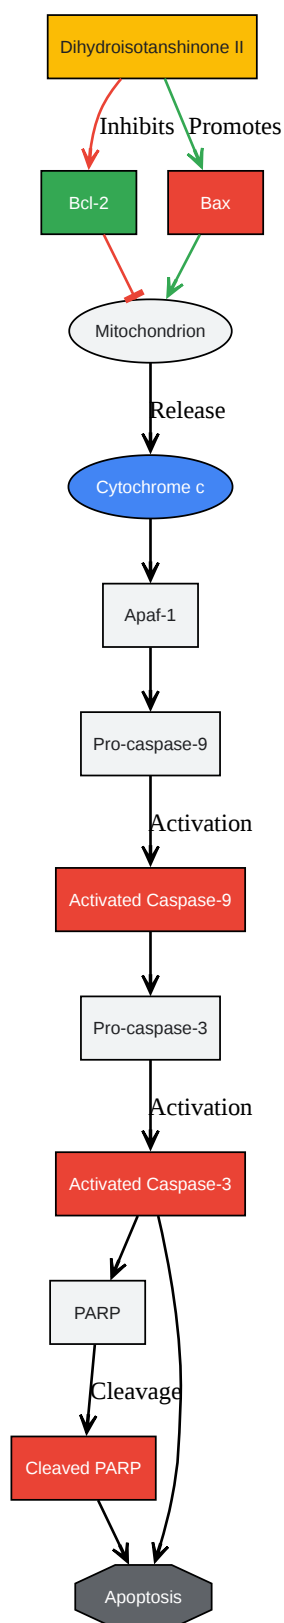 Dihydroisotanshinone II
Inhibits
Promotes
Bcl-2
Bax
Mitochondrion
Release
Cytochrome c
Apaf-1
Pro-caspase-9
Activation
Activated Caspase-9
Pro-caspase-3
Activation
Activated Caspase-3
PARP
Cleavage
Cleaved PARP
Apoptosis